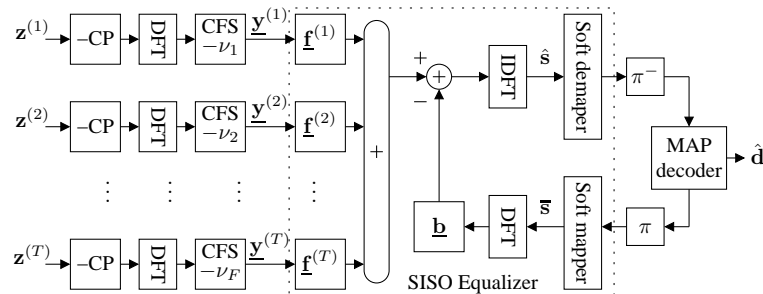 z^(1) –CP DFT CFS −ν_1 y^(1) f^(1)
z^(2) –CP DFT CFS −ν_2 y^(2) f^(2)
z^(T) –CP DFT CFS −ν_F y^(T) f^(T)
+
+ + −
IDFT ŝ Soft demaper π^−
MAP decoder d̂
b DFT s̄ Soft mapper π
SISO Equalizer